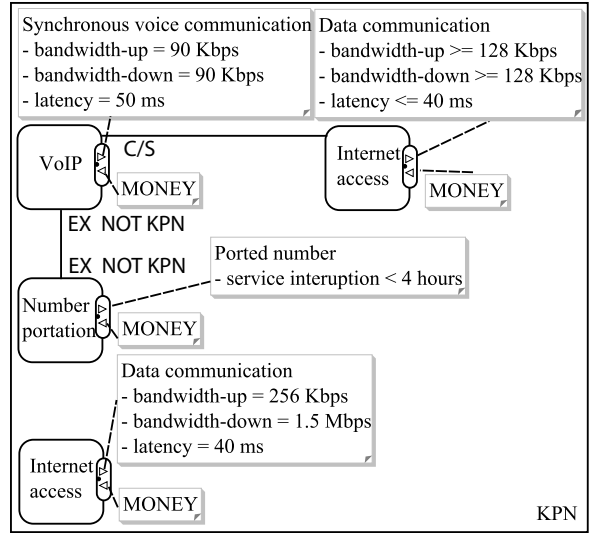 Synchronous voice communication
- bandwidth-up = 90 Kbps
- bandwidth-down = 90 Kbps
- latency = 50 ms
Data communication
- bandwidth-up >= 128 Kbps
- bandwidth-down >= 128 Kbps
- latency <= 40 ms
VoIP
C/S
MONEY
Internet
access
MONEY
EX NOT KPN
EX NOT KPN
Ported number
- service interuption < 4 hours
Number
portation
MONEY
Data communication
- bandwidth-up = 256 Kbps
- bandwidth-down = 1.5 Mbps
- latency = 40 ms
Internet
access
MONEY
KPN